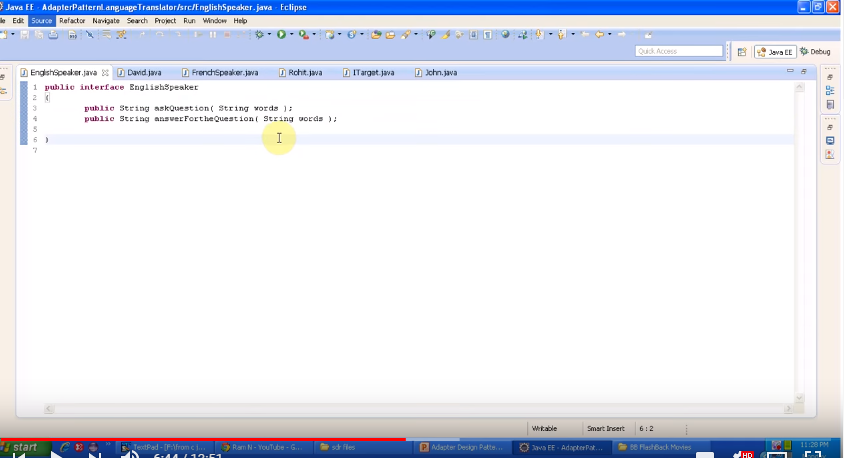 Java EE - AdapterPatternLanguageTranslator/src/EnglishSpeaker.java - Eclipse
Edit Source Refactor Navigate Search Project Run Window Help
Quick Access
Java EE Debug
EnglishSpeaker.java David.java FrenchSpeaker.java Rohit.java ITarget.java John.java
1 public interface EnglishSpeaker
2 {
3 public String askQuestion( String words );
4 public String answerFortheQuestion( String words );
5
6 }
7
Writable Smart Insert 6 : 2
start TextPad - [F:\from c \... Ram N - YouTube - G... sdr files Adapter Design Patte... Java EE - AdapterPat... BB FlashBack Movies 11:28 PM
6:44 / 12:51 HD